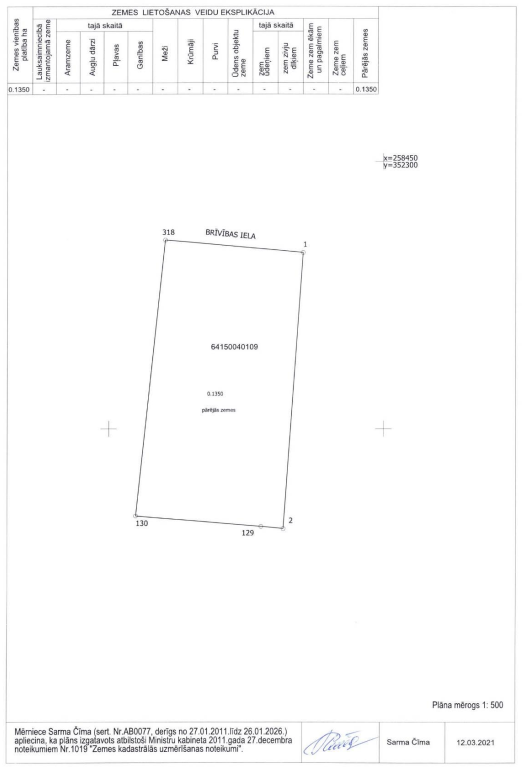 ZEMES LIETOŠANAS VEIDU EKSPLIKĀCIJA
Zemes vienības
platība ha
Lauksaimniecībā
izmantojamā zeme
tajā skaitā
Aramzeme
Augļu dārzi
Pļavas
Ganības
Meži
Krūmāji
Purvi
Ūdens objektu
zeme
tajā skaitā
zem
ūdeņiem
zem zivju
dīķiem
Zeme zem ēkām
un pagalmiem
Zeme zem
ceļiem
Pārējās zemes
0.1350 - - - - - - - - - - - - - 0.1350
x=258450
y=352300
318
BRĪVĪBAS IELA
1
64150040109
0.1350
pārējās zemes
2
130
129
Plāna mērogs 1: 500
Mērniece Sarma Čīma (sert. Nr.AB0077, derīgs no 27.01.2011.līdz 26.01.2026.)
apliecina, ka plāns izgatavots atbilstoši Ministru kabineta 2011.gada 27.decembra
noteikumiem Nr.1019 "Zemes kadastrālās uzmērīšanas noteikumi".
Sarma Čīma
12.03.2021